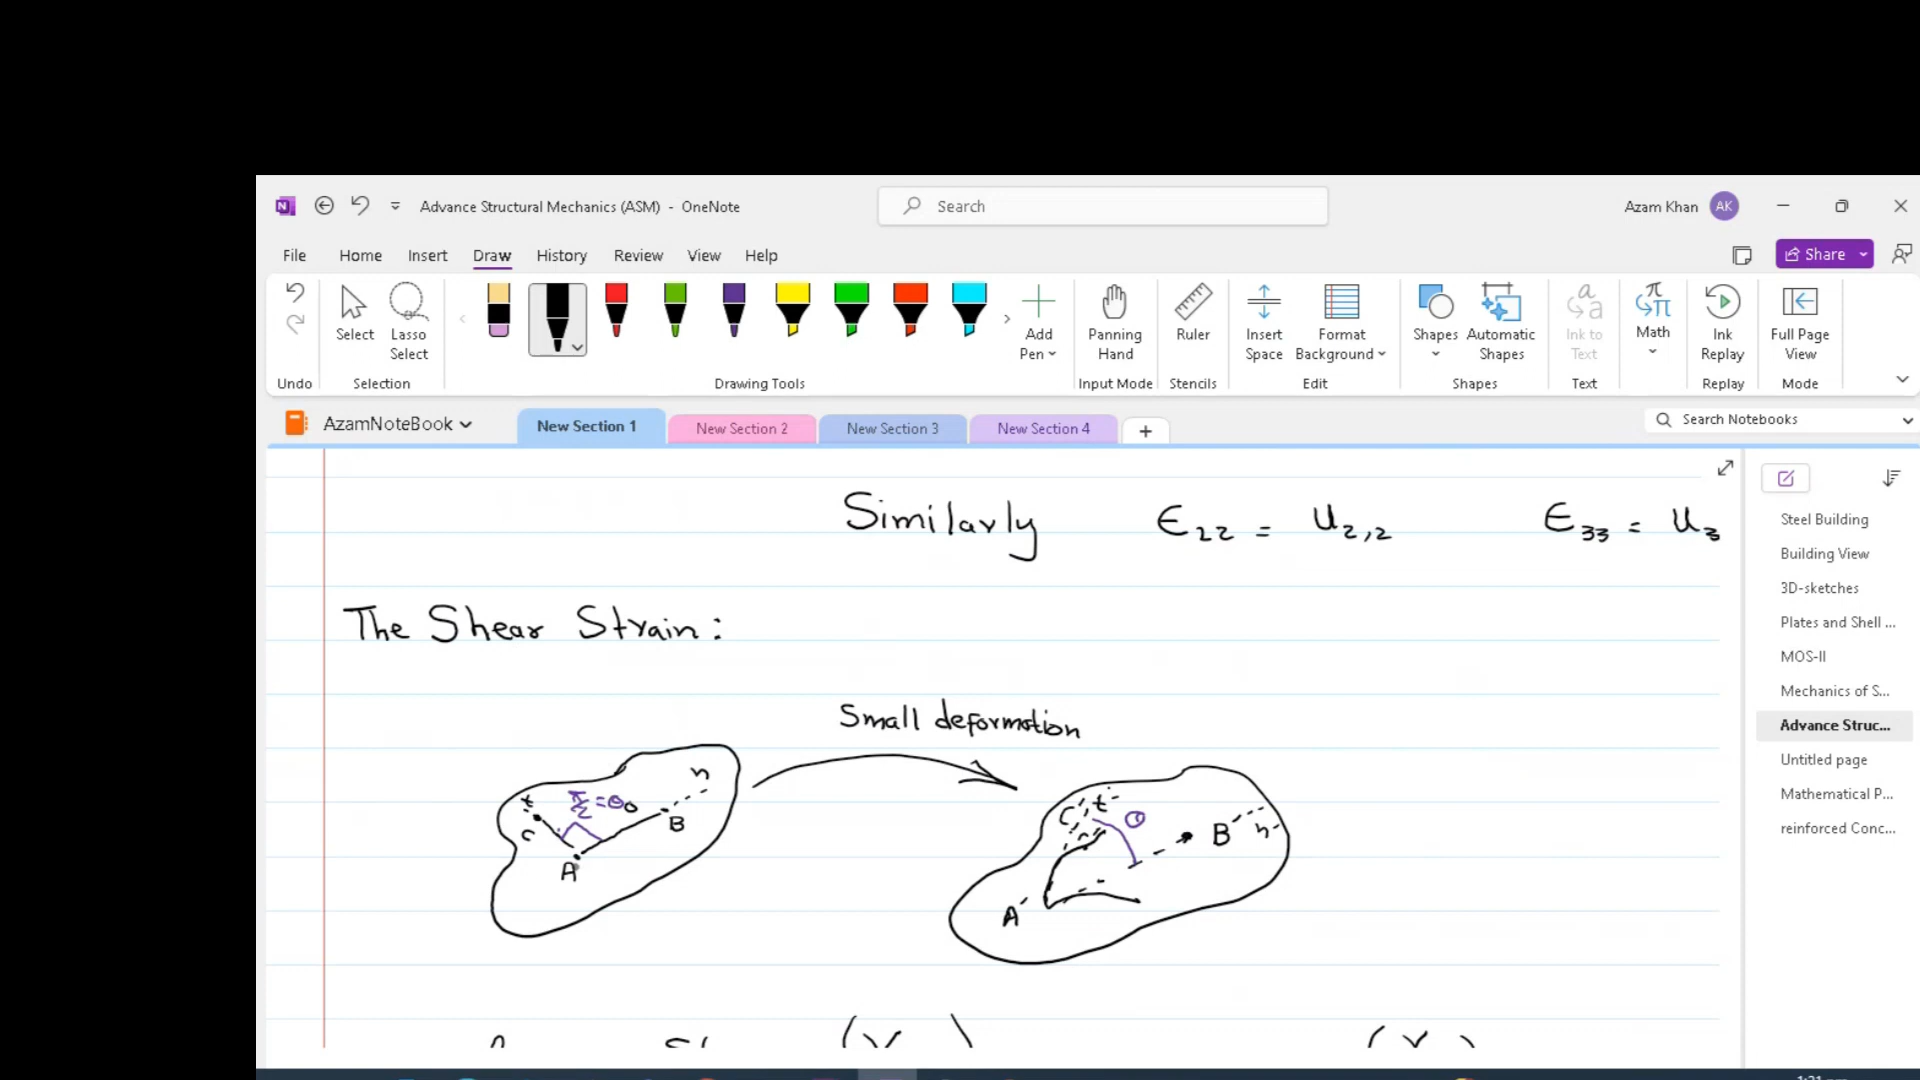 Advance Structural Mechanics (ASM) - OneNote
Search
Azam Khan AK
File Home Insert Draw History Review View Help
Share
Select
Lasso Select
Add Pen
Panning Hand
Ruler
Insert Space
Format Background
Shapes
Automatic Shapes
Ink to Text
Math
Ink Replay
Full Page View
Undo Selection Drawing Tools Input Mode Stencils Edit Shapes Text Replay Mode
AzamNoteBook New Section 1 New Section 2 New Section 3 New Section 4 + Search Notebooks
Similarly ϵ22 = u2,2 ϵ33 = u3
The Shear Strain:
Small deformation
t π/2 = θ0 n
C B
A
C' t' θ B' n'
A'
Steel Building
Building View
3D-sketches
Plates and Shell ...
MOS-II
Mechanics of S...
Advance Struc...
Untitled page
Mathematical P...
reinforced Conc...